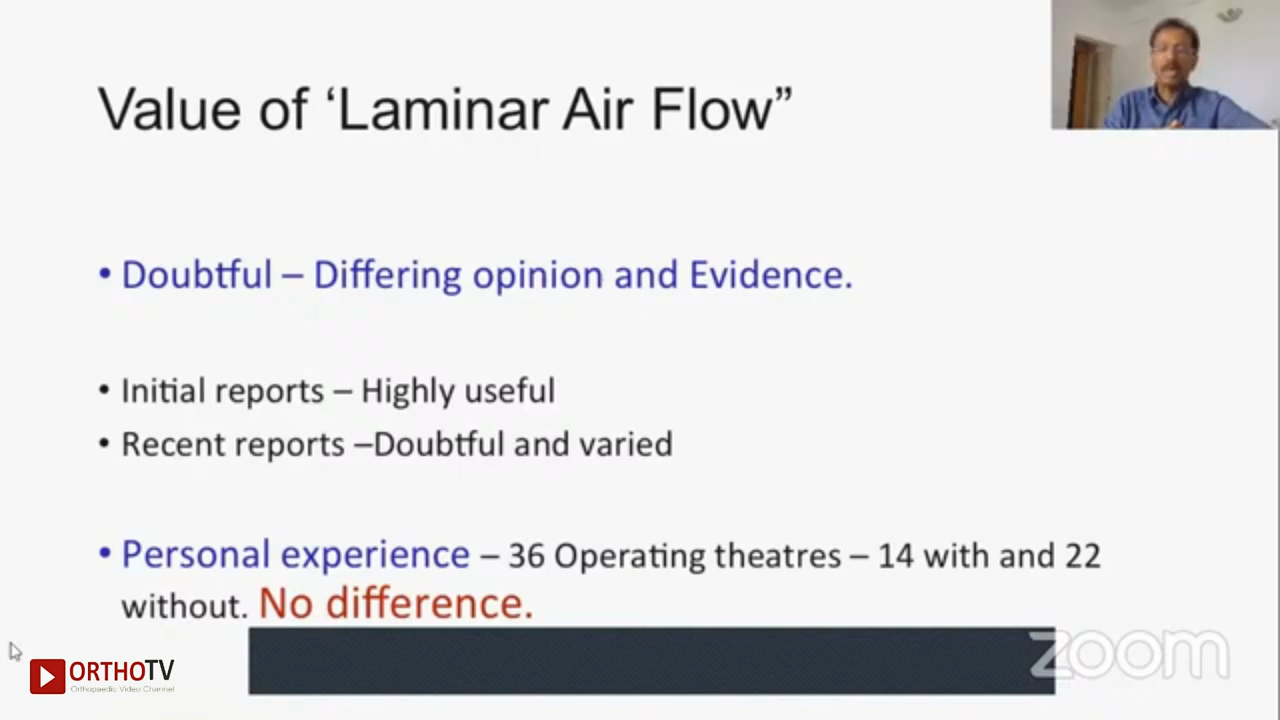 Value of ‘Laminar Air Flow”
• Doubtful – Differing opinion and Evidence.
• Initial reports – Highly useful
• Recent reports –Doubtful and varied
• Personal experience – 36 Operating theatres – 14 with and 22
without. No difference.
ORTHOTV
Orthopaedic Video Channel
zoom